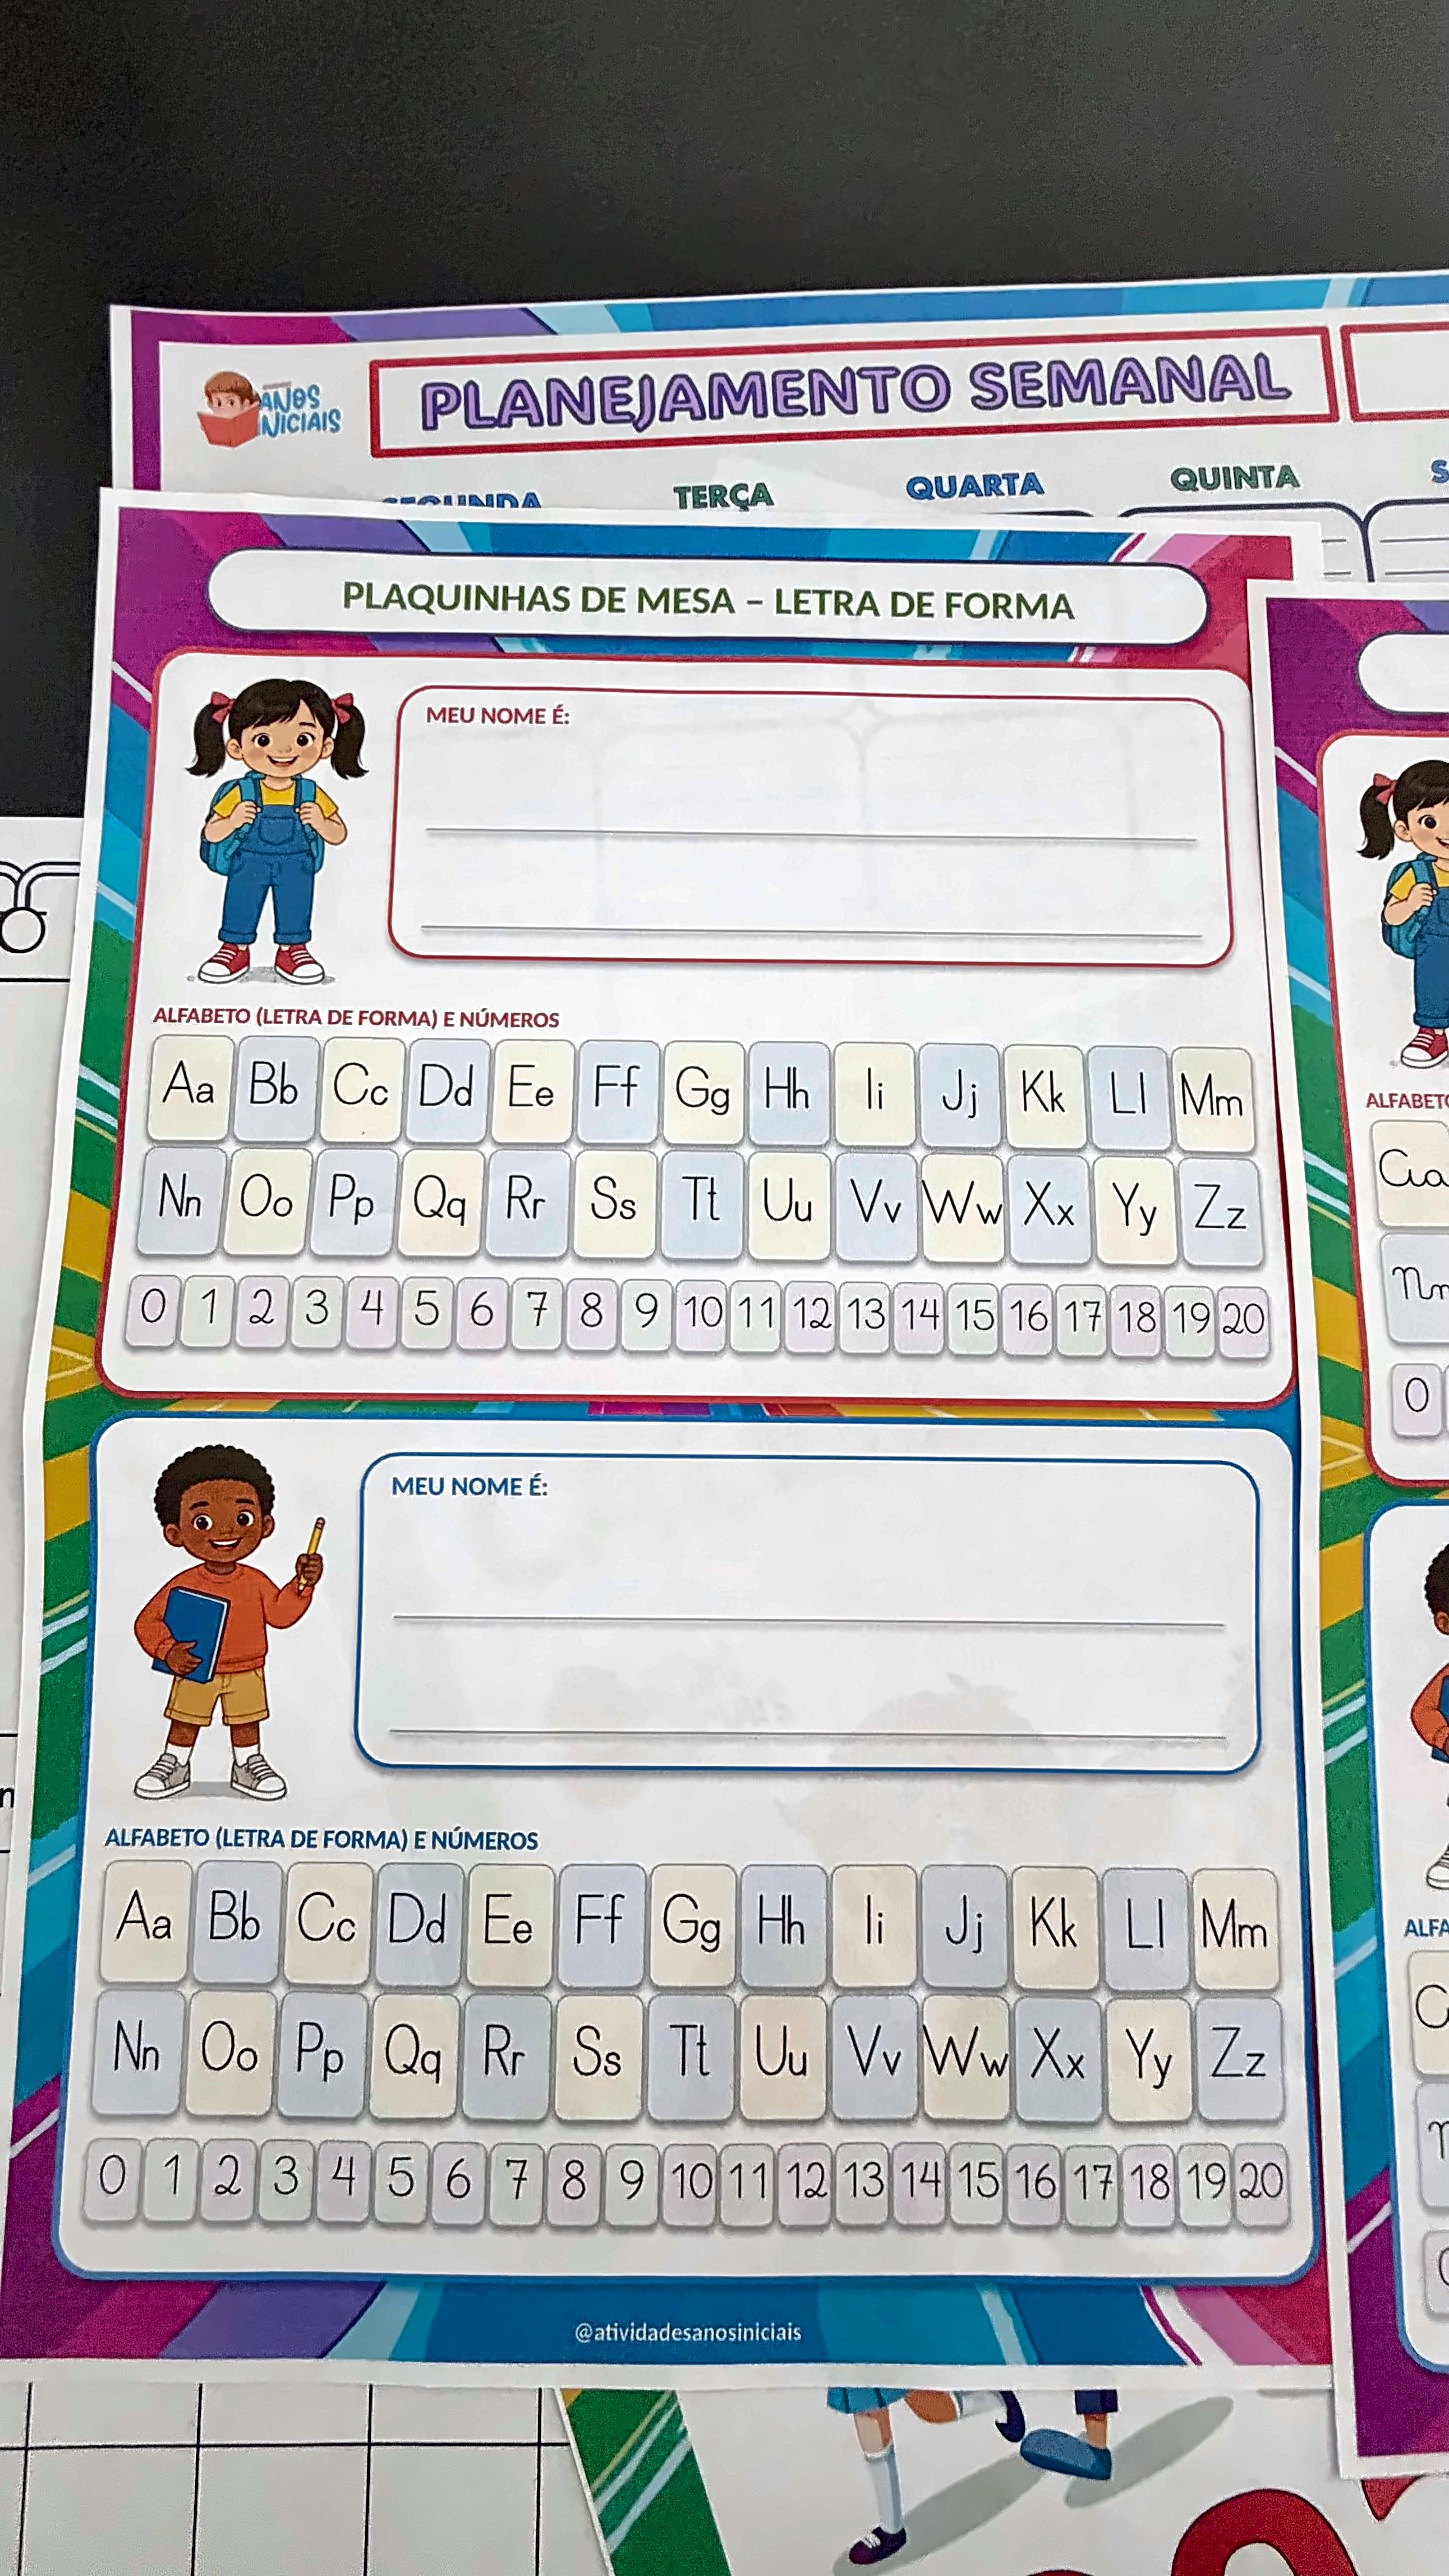 ANOS
INICIAIS
PLANEJAMENTO SEMANAL
SEGUNDA TERÇA QUARTA QUINTA S
PLAQUINHAS DE MESA – LETRA DE FORMA
MEU NOME É:
ALFABETO (LETRA DE FORMA) E NÚMEROS
Aa Bb Cc Dd Ee Ff Gg Hh Ii Jj Kk Ll Mm
Nn Oo Pp Qq Rr Ss Tt Uu Vv Ww Xx Yy Zz
0 1 2 3 4 5 6 7 8 9 10 11 12 13 14 15 16 17 18 19 20
MEU NOME É:
ALFABETO (LETRA DE FORMA) E NÚMEROS
Aa Bb Cc Dd Ee Ff Gg Hh Ii Jj Kk Ll Mm
Nn Oo Pp Qq Rr Ss Tt Uu Vv Ww Xx Yy Zz
0 1 2 3 4 5 6 7 8 9 10 11 12 13 14 15 16 17 18 19 20
@atividadesanosiniciais
ALFABETO
Aa
0
ALFA